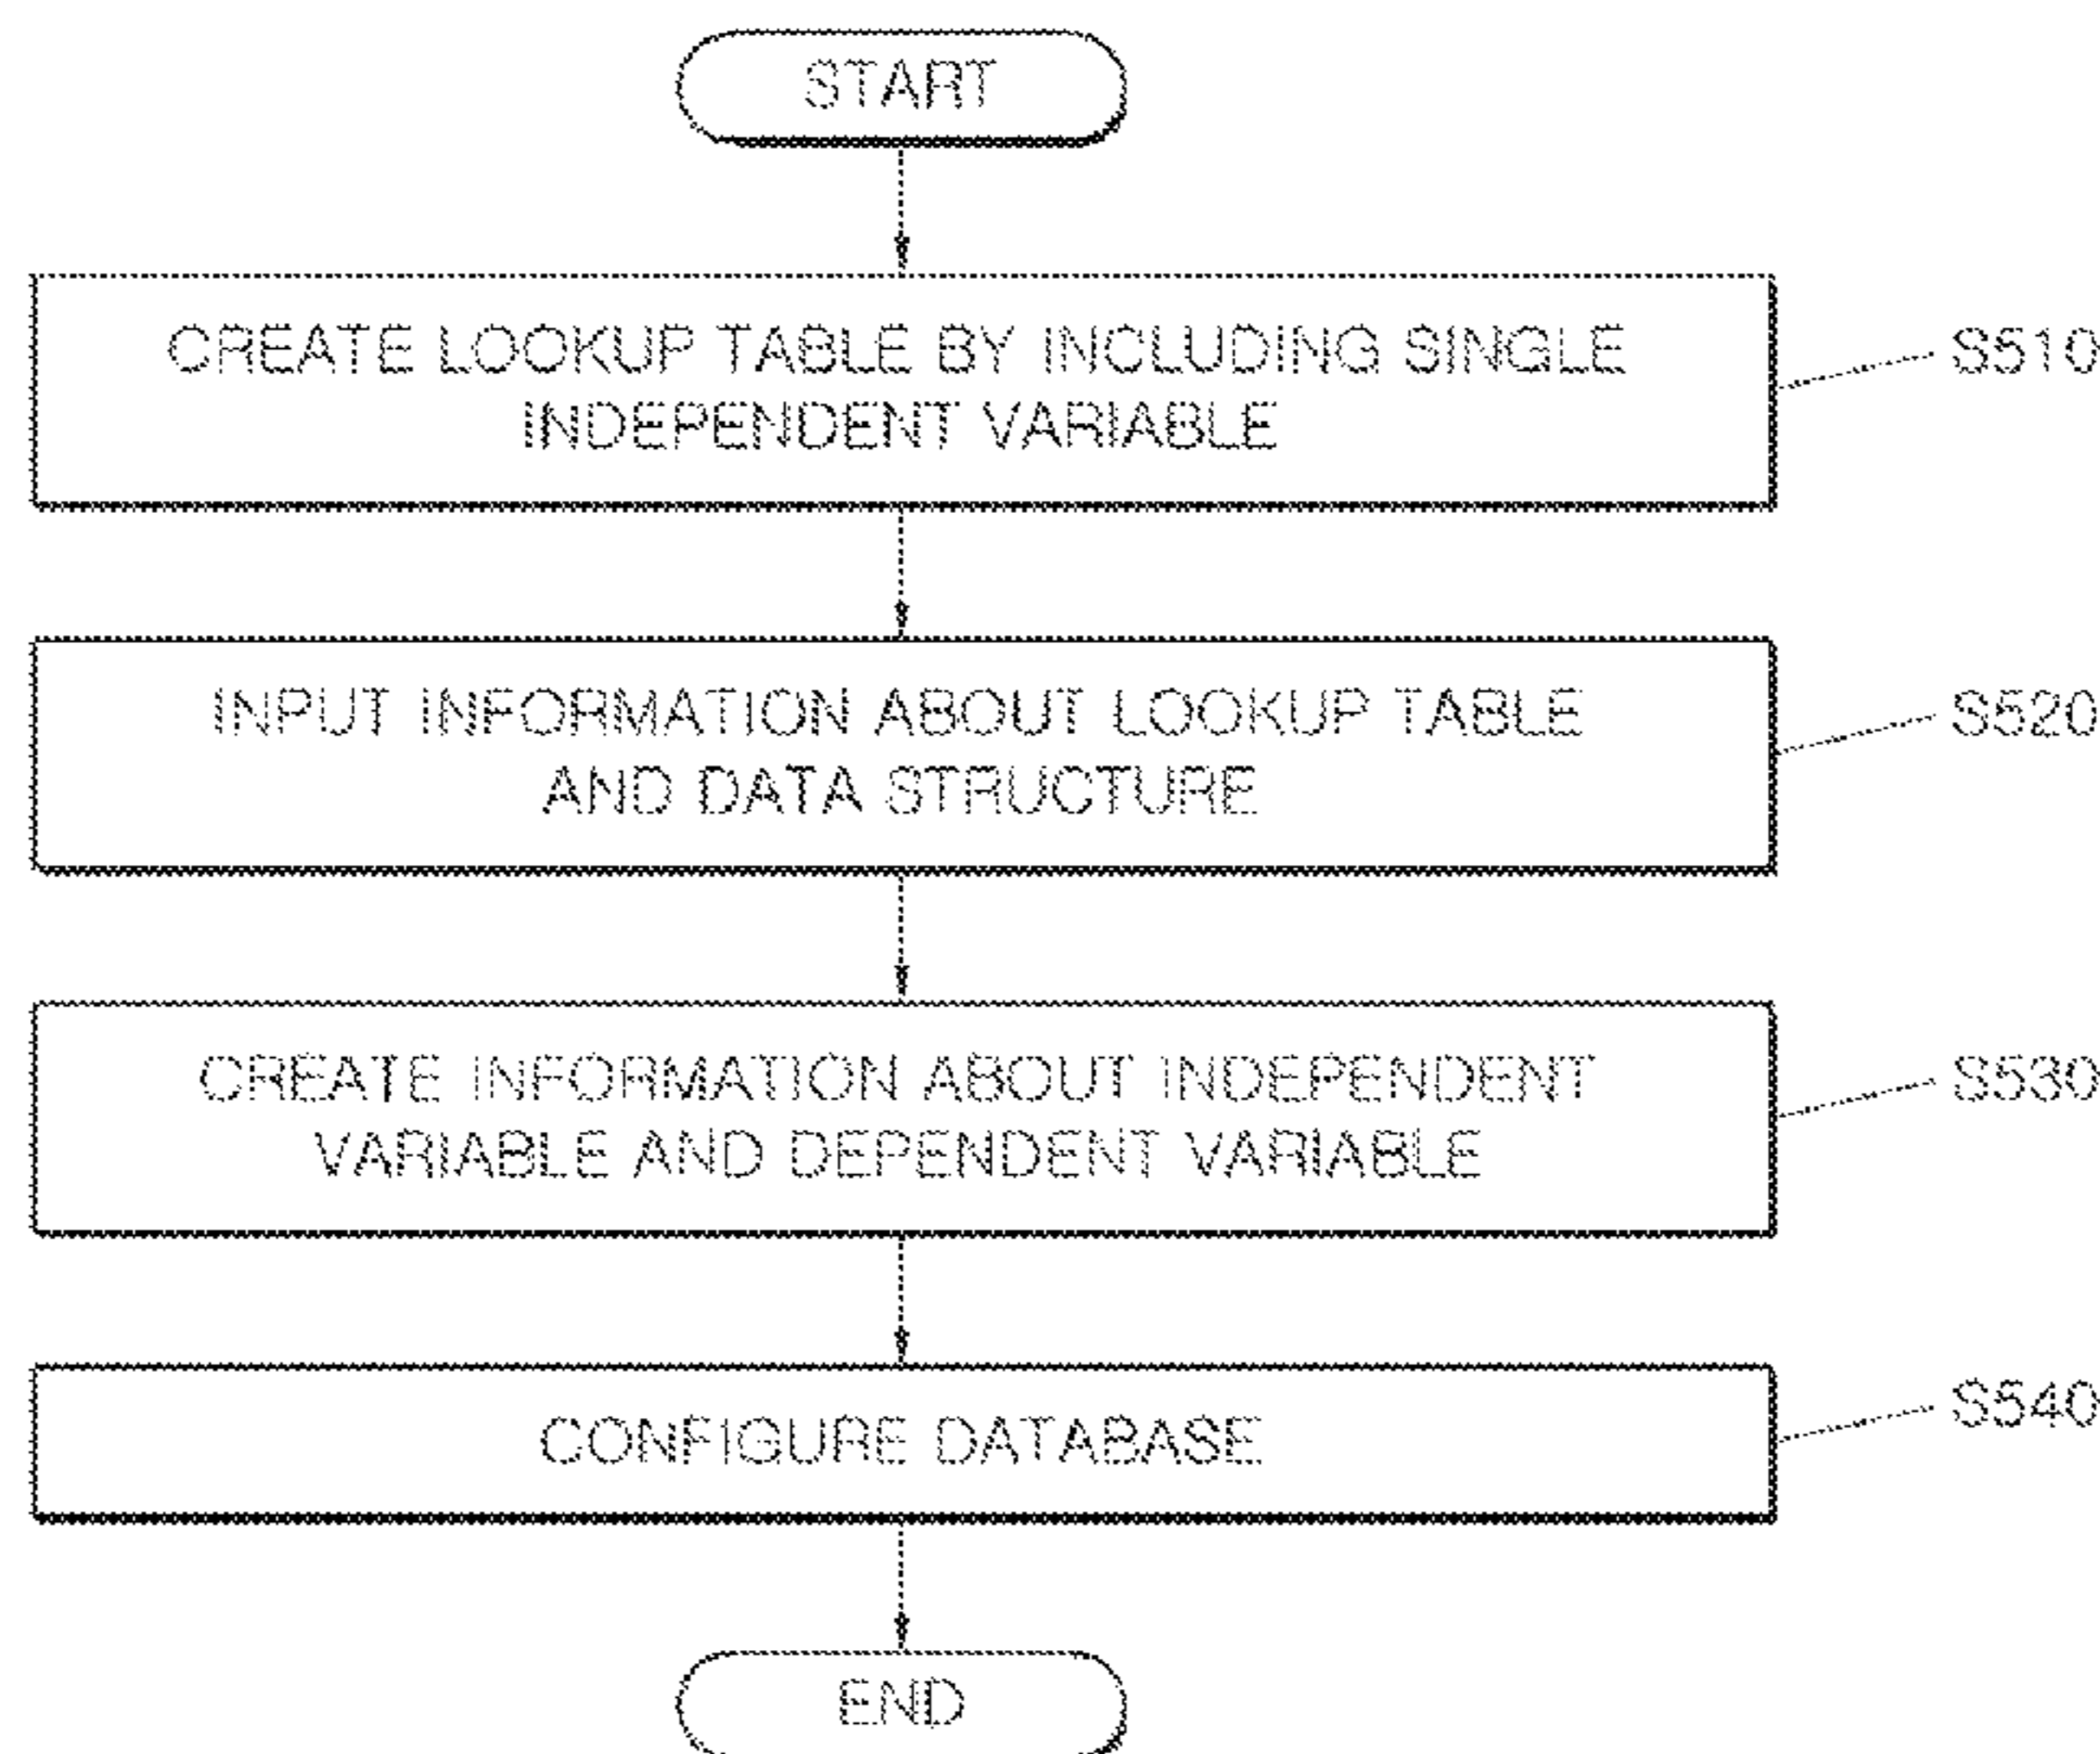 START
CREATE LOOKUP TABLE BY INCLUDING SINGLE
INDEPENDENT VARIABLE
S510
INPUT INFORMATION ABOUT LOOKUP TABLE
AND DATA STRUCTURE
S520
CREATE INFORMATION ABOUT INDEPENDENT
VARIABLE AND DEPENDENT VARIABLE
S530
CONFIGURE DATABASE
S540
END